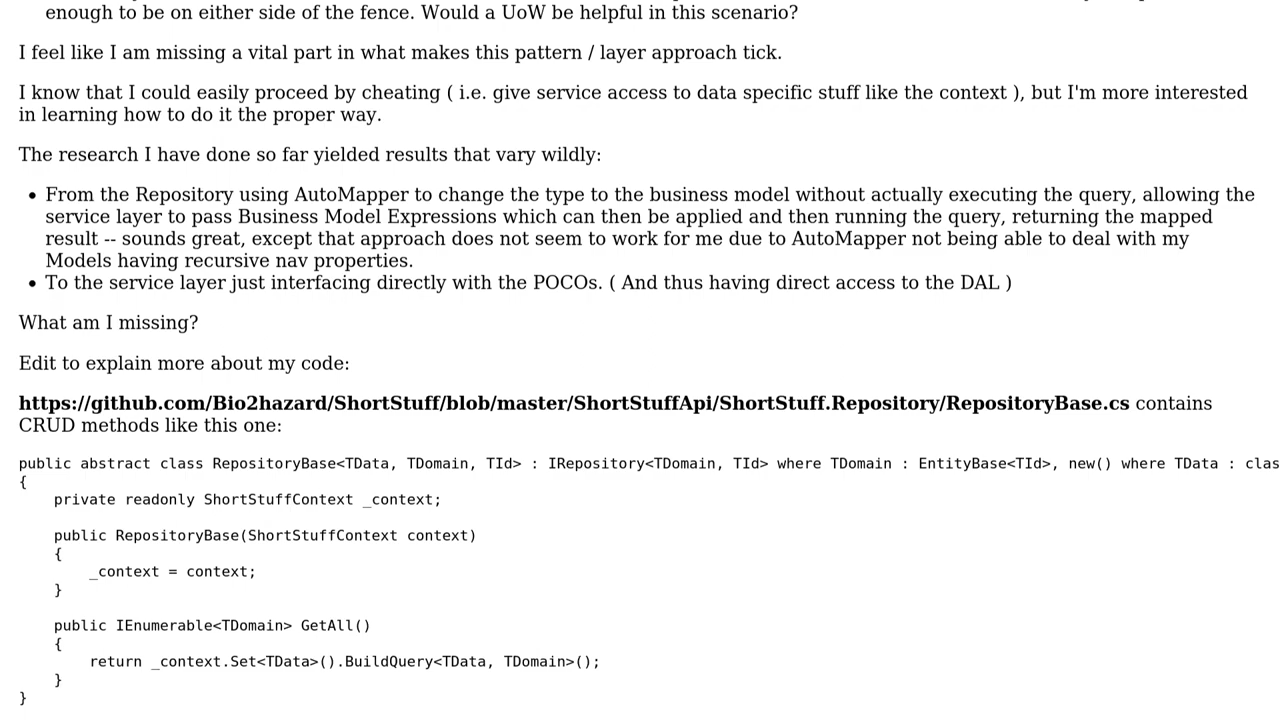 enough to be on either side of the fence. Would a UoW be helpful in this scenario?
I feel like I am missing a vital part in what makes this pattern / layer approach tick.
I know that I could easily proceed by cheating ( i.e. give service access to data specific stuff like the context ), but I'm more interested
in learning how to do it the proper way.
The research I have done so far yielded results that vary wildly:
• From the Repository using AutoMapper to change the type to the business model without actually executing the query, allowing the
service layer to pass Business Model Expressions which can then be applied and then running the query, returning the mapped
result -- sounds great, except that approach does not seem to work for me due to AutoMapper not being able to deal with my
Models having recursive nav properties.
• To the service layer just interfacing directly with the POCOs. ( And thus having direct access to the DAL )
What am I missing?
Edit to explain more about my code:
https://github.com/Bio2hazard/ShortStuff/blob/master/ShortStuffApi/ShortStuff.Repository/RepositoryBase.cs contains
CRUD methods like this one:
public abstract class RepositoryBase<TData, TDomain, TId> : IRepository<TDomain, TId> where TDomain : EntityBase<TId>, new() where TData : clas
{
    private readonly ShortStuffContext _context;
    public RepositoryBase(ShortStuffContext context)
    {
        _context = context;
    }
    public IEnumerable<TDomain> GetAll()
    {
        return _context.Set<TData>().BuildQuery<TData, TDomain>();
    }
}